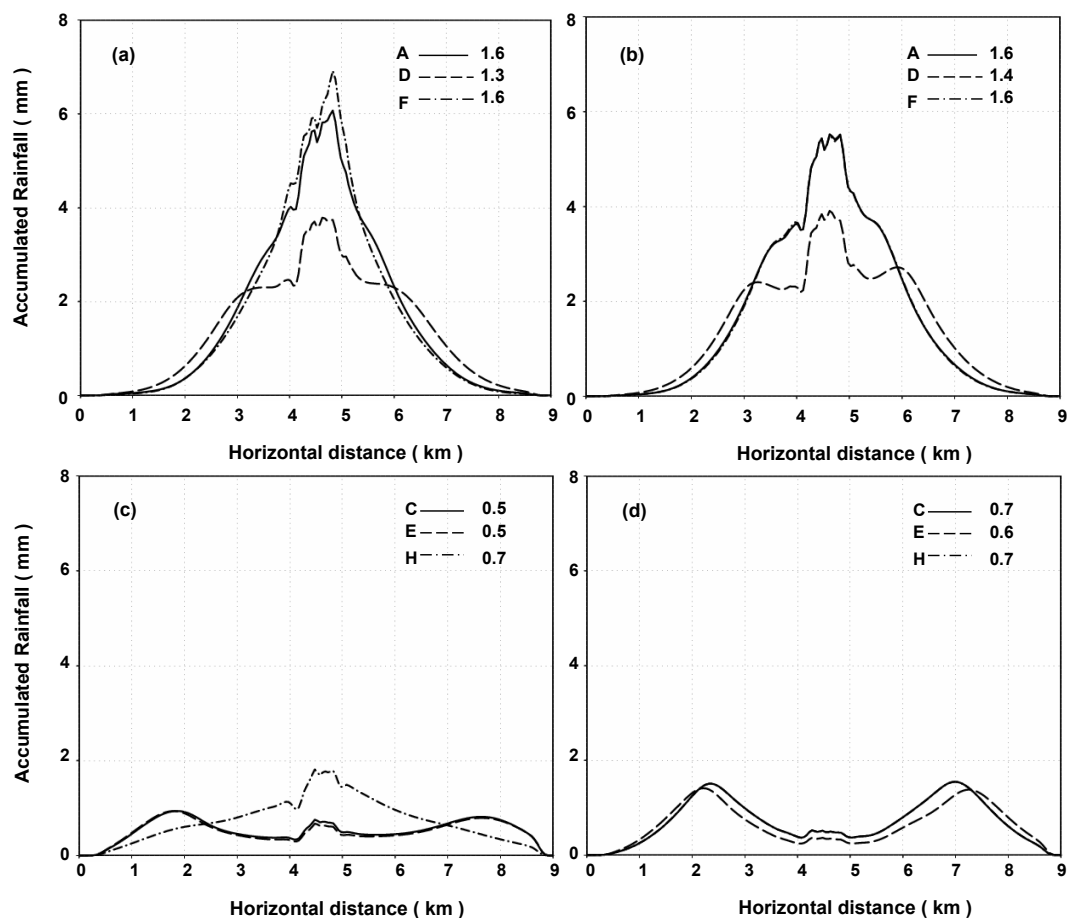 8
(a)
A 1.6
D 1.3
F 1.6
6
4
2
0
Accumulated Rainfall ( mm )
0 1 2 3 4 5 6 7 8 9
Horizontal distance ( km )
8
(b)
A 1.6
D 1.4
F 1.6
6
4
2
0
0 1 2 3 4 5 6 7 8 9
Horizontal distance ( km )
8
(c)
C 0.5
E 0.5
H 0.7
6
4
2
0
Accumulated Rainfall ( mm )
0 1 2 3 4 5 6 7 8 9
Horizontal distance ( km )
8
(d)
C 0.7
E 0.6
H 0.7
6
4
2
0
0 1 2 3 4 5 6 7 8 9
Horizontal distance ( km )